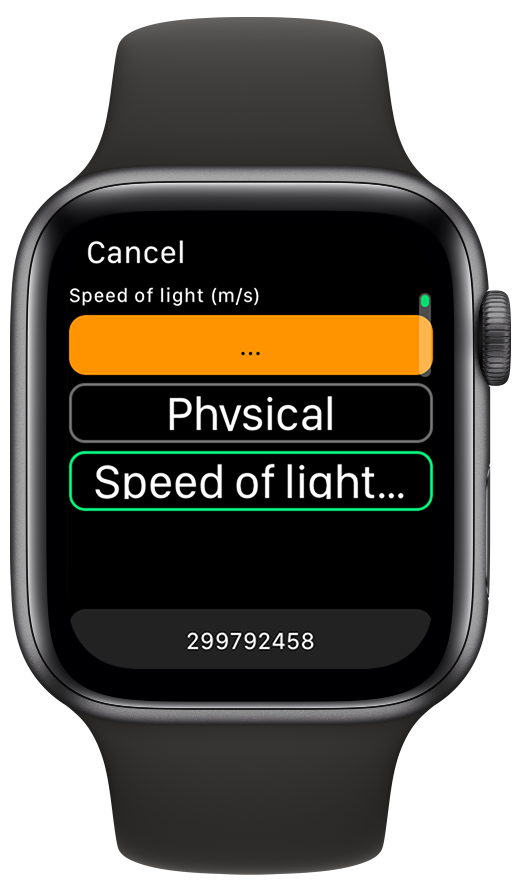 Cancel
Speed of light (m/s)
...
Physical
Speed of light...
299792458